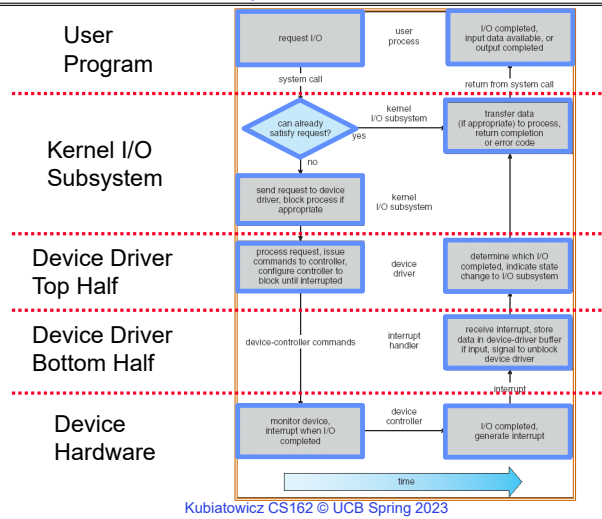 User
Program
request I/O
user
process
I/O completed,
input data available, or
output completed
system call
return from system call
Kernel I/O
Subsystem
can already
satisfy request?
yes
no
kernel
I/O subsystem
transfer data
(if appropriate) to process,
return completion
or error code
send request to device
driver, block process if
appropriate
kernel
I/O subsystem
Device Driver
Top Half
process request, issue
commands to controller,
configure controller to
block until interrupted
device
driver
determine which I/O
completed, indicate state
change to I/O subsystem
Device Driver
Bottom Half
device-controller commands
interrupt
handler
receive interrupt, store
data in device-driver buffer
if input, signal to unblock
device driver
interrupt
Device
Hardware
monitor device,
interrupt when I/O
completed
device
controller
I/O completed,
generate interrupt
time
Kubiatowicz CS162 © UCB Spring 2023